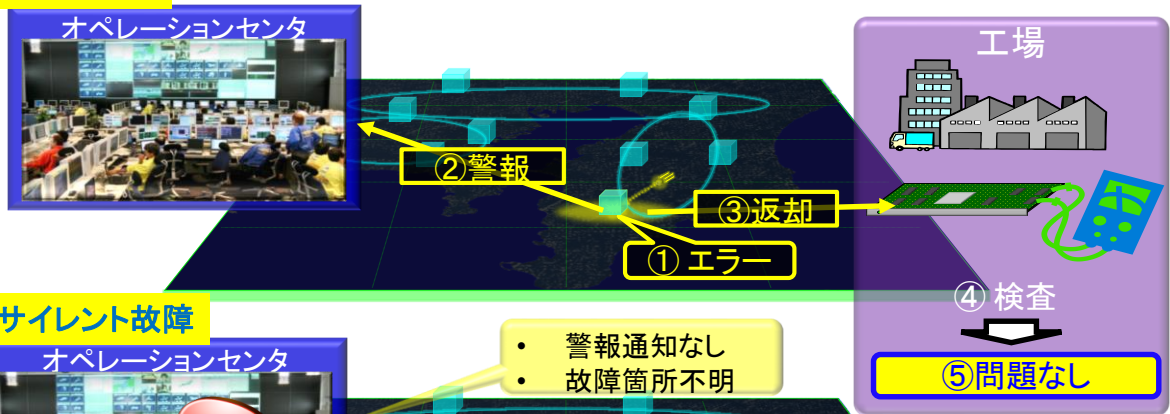 オペレーションセンタ
工場
②警報
③返却
① エラー
④ 検査
⑤問題なし
サイレント故障
オペレーションセンタ
• 警報通知なし
• 故障箇所不明